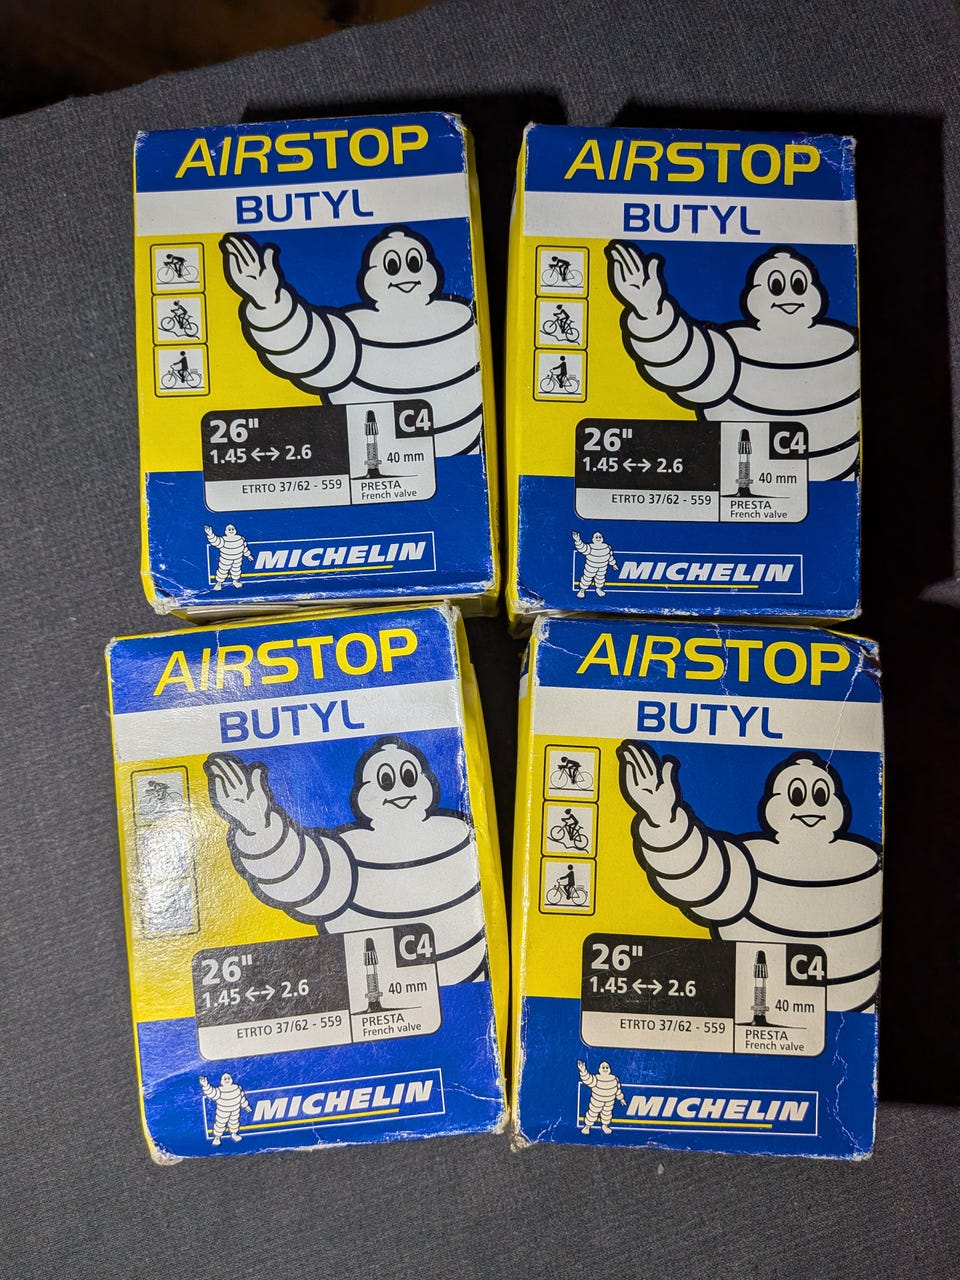 AIRSTOP
BUTYL
26"
1.45 <-> 2.6
ETRTO 37/62 - 559
C4
40 mm
PRESTA
French valve
MICHELIN
AIRSTOP
BUTYL
26"
1.45 <-> 2.6
ETRTO 37/62 - 559
C4
40 mm
PRESTA
French valve
MICHELIN
AIRSTOP
BUTYL
26"
1.45 <-> 2.6
ETRTO 37/62 - 559
C4
40 mm
PRESTA
French valve
MICHELIN
AIRSTOP
BUTYL
26"
1.45 <-> 2.6
ETRTO 37/62 - 559
C4
40 mm
PRESTA
French valve
MICHELIN